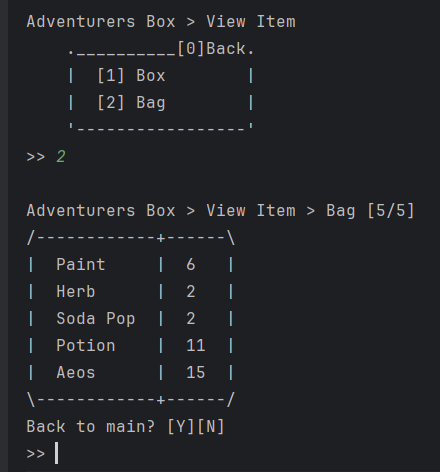 Adventurers Box > View Item
.__________[0]Back.
|  [1] Box        |
|  [2] Bag        |
'-----------------'
>> 2
Adventurers Box > View Item > Bag [5/5]
/------------+------\
|  Paint     |  6   |
|  Herb      |  2   |
|  Soda Pop  |  2   |
|  Potion    |  11  |
|  Aeos      |  15  |
\------------+------/
Back to main? [Y][N]
>>